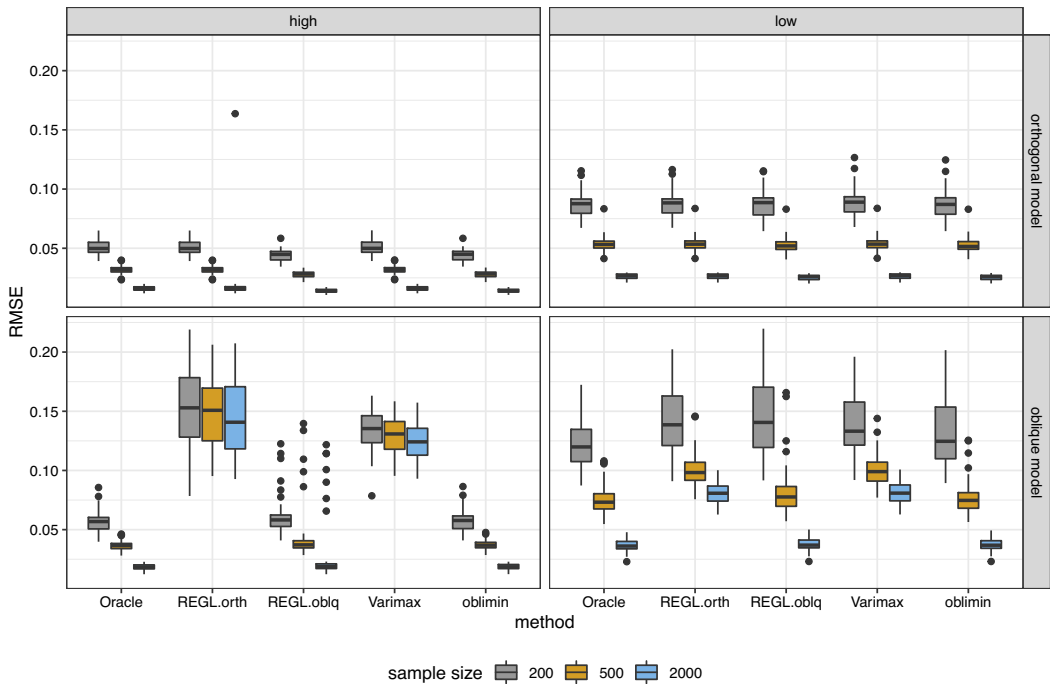 high low
0.20
0.15
0.10
0.05
orthogonal model
RMSE
0.20
0.15
0.10
0.05
oblique model
Oracle REGL.orth REGL.oblq Varimax oblimin Oracle REGL.orth REGL.oblq Varimax oblimin
method
sample size 200 500 2000